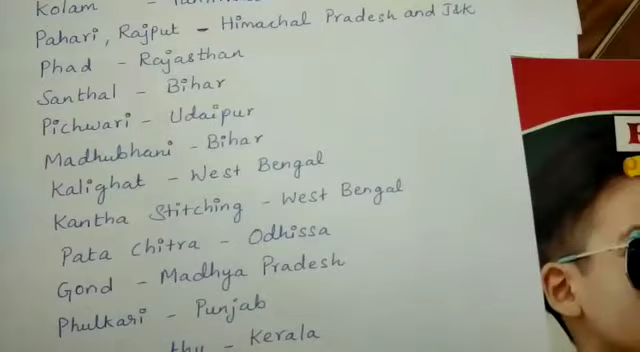 Kolam -
Pahari, Rajput - Himachal Pradesh and J&K
Phad - Rajasthan
Santhal - Bihar
Pichwari - Udaipur
Madhubhani - Bihar
Kalighat - West Bengal
Kantha Stitching - West Bengal
Pata Chitra - Odhissa
Gond - Madhya Pradesh
Phulkari - Punjab
- Kerala